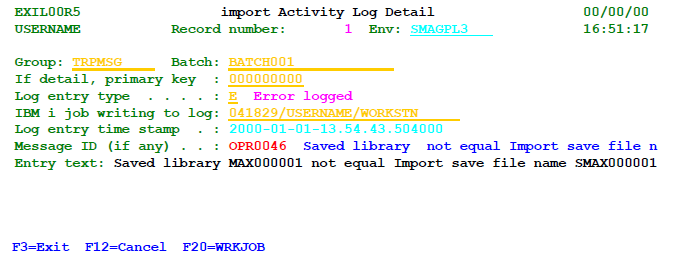 EXIL00R5 import Activity Log Detail 00/00/00
USERNAME Record number: 1 Env: SMAGPL3 16:51:17
Group: TRPMSG Batch: BATCH001
If detail, primary key : 000000000
Log entry type . . . . : E Error logged
IBM i job writing to log: 041829/USERNAME/WORKSTN
Log entry time stamp . : 2000-01-01-13.54.43.504000
Message ID (if any) . . : OPR0046 Saved library not equal Import save file n
Entry text: Saved library MAX000001 not equal Import save file name SMAX000001
F3=Exit F12=Cancel F20=WRKJOB